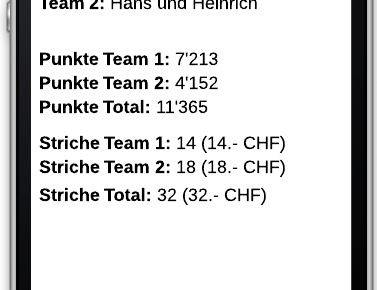 Team 2: Hans und Heinrich
Punkte Team 1: 7'213
Punkte Team 2: 4'152
Punkte Total: 11'365
Striche Team 1: 14 (14.- CHF)
Striche Team 2: 18 (18.- CHF)
Striche Total: 32 (32.- CHF)